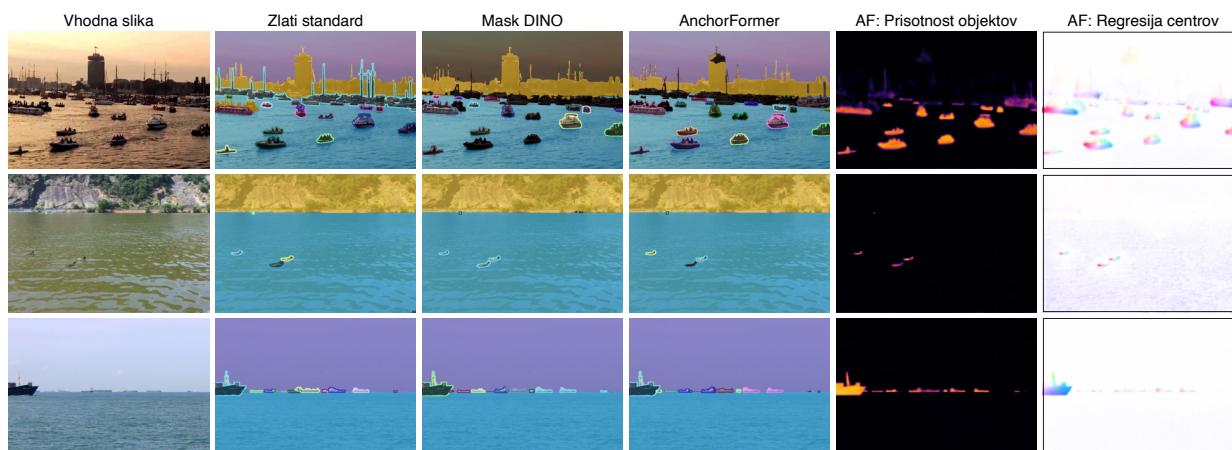 Vhodna slika
Zlati standard
Mask DINO
AnchorFormer
AF: Prisotnost objektov
AF: Regresija centrov